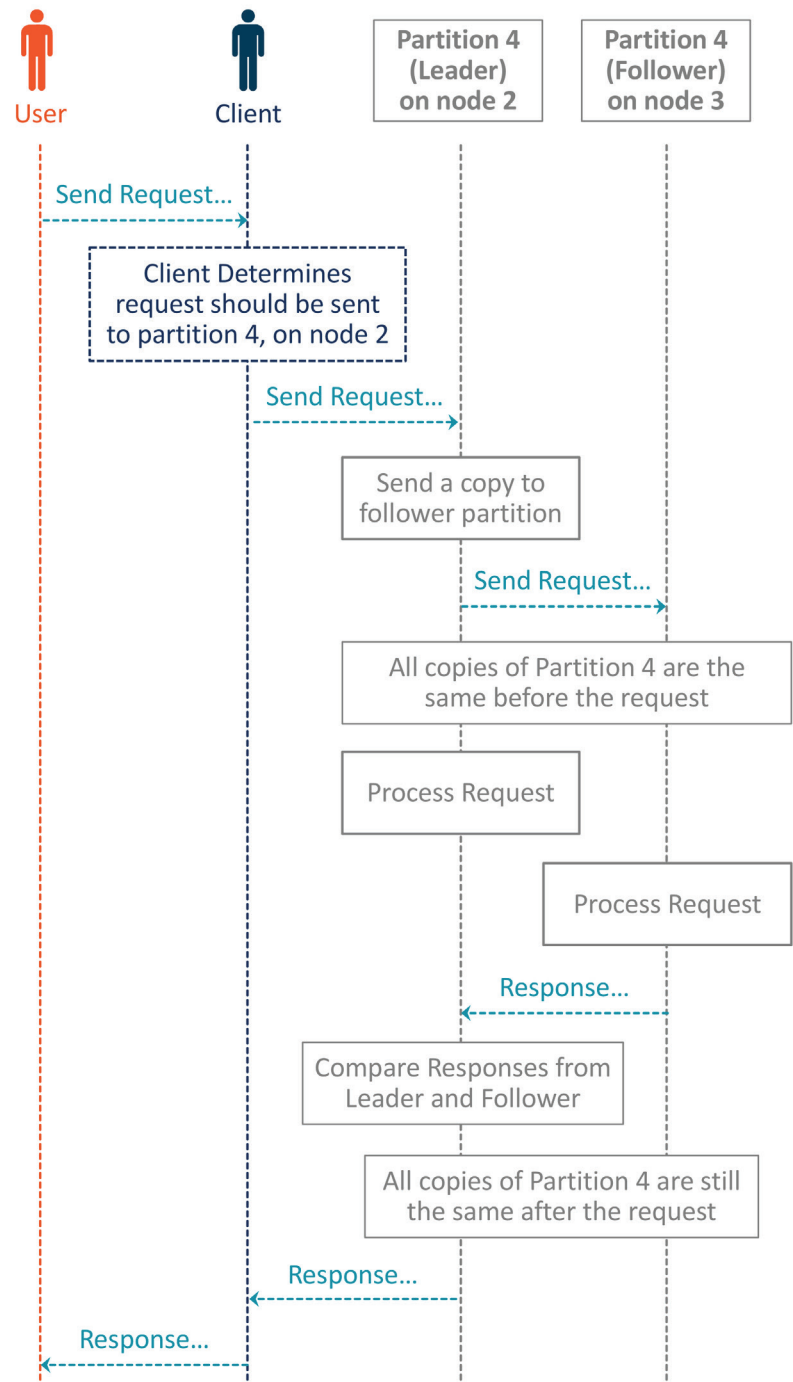 User
Client
Partition 4
(Leader)
on node 2
Partition 4
(Follower)
on node 3
Send Request...
Client Determines
request should be sent
to partition 4, on node 2
Send Request...
Send a copy to
follower partition
Send Request...
All copies of Partition 4 are the
same before the request
Process Request
Process Request
Response...
Compare Responses from
Leader and Follower
All copies of Partition 4 are still
the same after the request
Response...
Response...